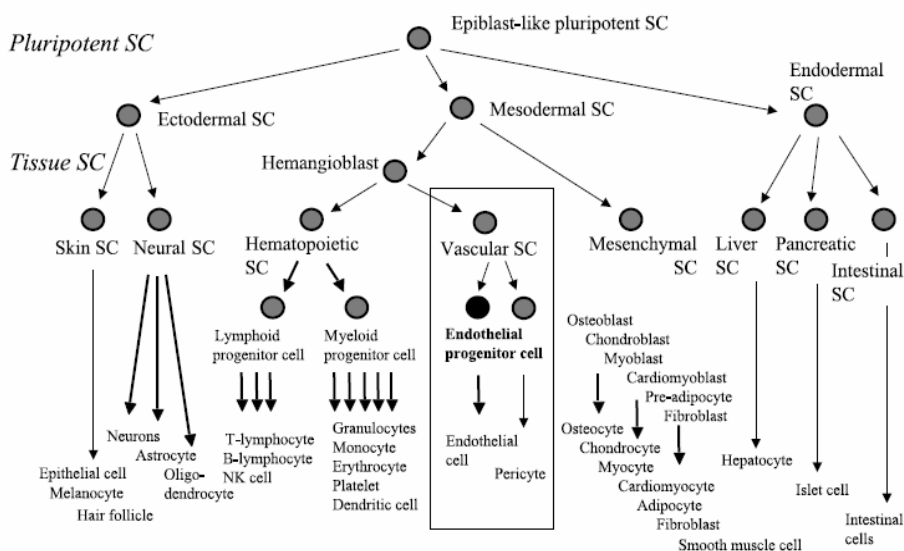 Epiblast-like pluripotent SC
Pluripotent SC
Endodermal
SC
Ectodermal SC
Mesodermal SC
Tissue SC
Hemangioblast
Skin SC
Neural SC
Hematopoietic
SC
Vascular SC
Mesenchymal
SC
Liver
SC
Pancreatic
SC
Intestinal
SC
Lymphoid
progenitor cell
Myeloid
progenitor cell
Endothelial
progenitor cell
Osteoblast
Chondroblast
Myoblast
Cardiomyoblast
Pre-adipocyte
Fibroblast
Neurons
Astrocyte
Oligo-
dendrocyte
Epithelial cell
Melanocyte
Hair follicle
T-lymphocyte
B-lymphocyte
NK cell
Granulocytes
Monocyte
Erythrocyte
Platelet
Dendritic cell
Endothelial
cell
Pericyte
Osteocyte
Chondrocyte
Myocyte
Cardiomyocyte
Adipocyte
Fibroblast
Smooth muscle cell
Hepatocyte
Islet cell
Intestinal
cells